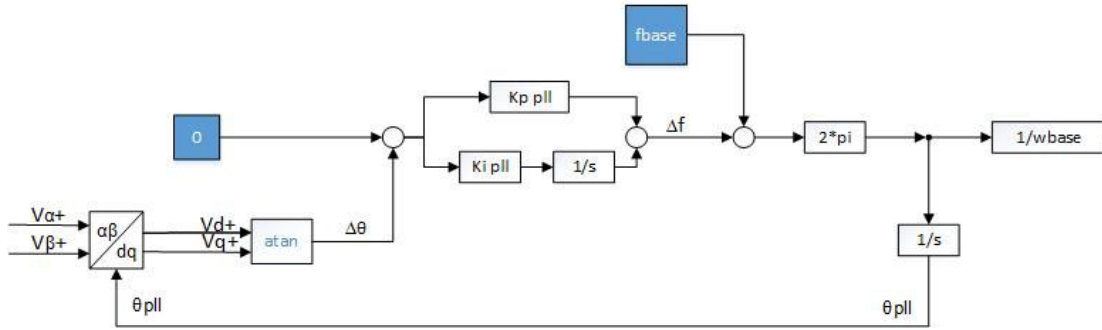 fbase
Kp pll
0
Δf
2*pi
1/wbase
Ki pll
1/s
Vα+
Vd+
Δθ
αβ
Vβ+
Vq+
atan
dq
1/s
θpll
θpll